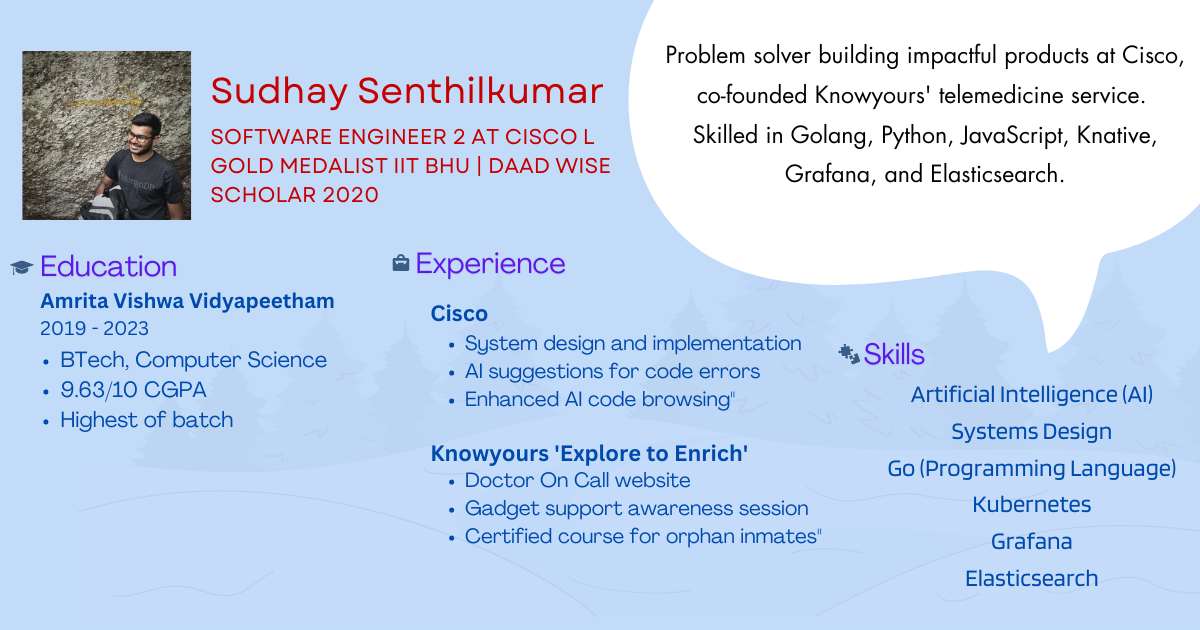 Sudhay Senthilkumar
SOFTWARE ENGINEER 2 AT CISCO L
GOLD MEDALIST IIT BHU | DAAD WISE
SCHOLAR 2020
Problem solver building impactful products at Cisco,
co-founded Knowyours' telemedicine service.
Skilled in Golang, Python, JavaScript, Knative,
Grafana, and Elasticsearch.
Education
Amrita Vishwa Vidyapeetham
2019 - 2023
• BTech, Computer Science
• 9.63/10 CGPA
• Highest of batch
Experience
Cisco
• System design and implementation
• AI suggestions for code errors
• Enhanced AI code browsing"
Knowyours 'Explore to Enrich'
• Doctor On Call website
• Gadget support awareness session
• Certified course for orphan inmates"
Skills
Artificial Intelligence (AI)
Systems Design
Go (Programming Language)
Kubernetes
Grafana
Elasticsearch